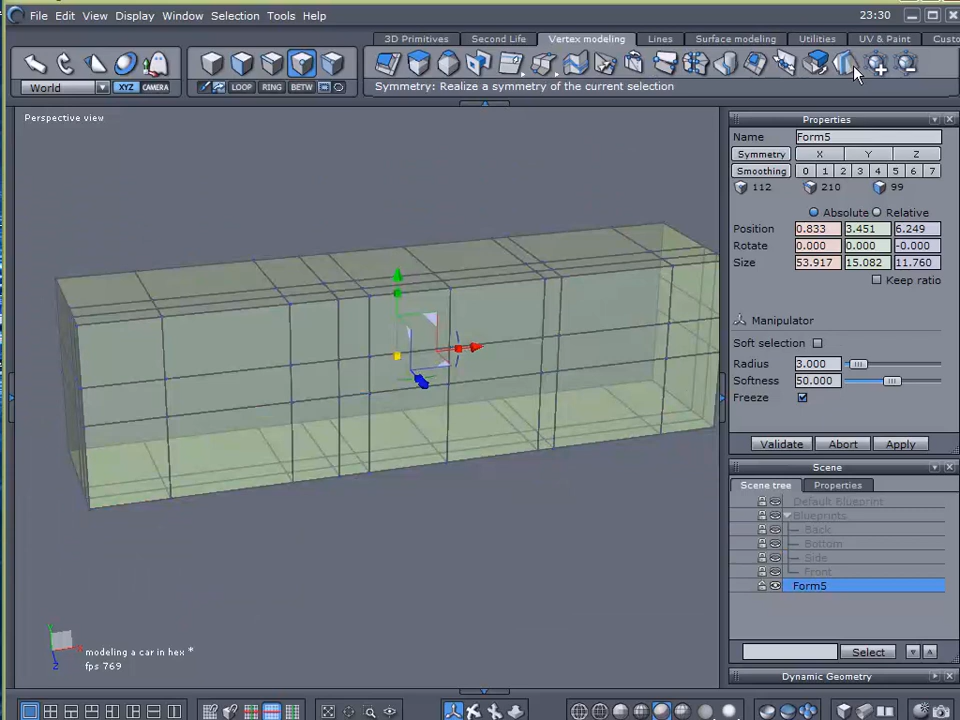 File Edit View Display Window Selection Tools Help 23:30
3D Primitives Second Life Vertex modeling Lines Surface modeling Utilities UV & Paint Custo
World XYZ CAMERA LOOP RING BETW
Symmetry: Realize a symmetry of the current selection
Perspective view
Properties
Name Form5
Symmetry X Y Z
Smoothing 0 1 2 3 4 5 6 7
112 210 99
Absolute Relative
Position 0.833 3.451 6.249
Rotate 0.000 0.000 -0.000
Size 53.917 15.082 11.760
Keep ratio
Manipulator
Soft selection
Radius 3.000
Softness 50.000
Freeze
Validate Abort Apply
Scene
Scene tree Properties
Default Blueprint
Blueprints
Back
Bottom
Side
Front
Form5
Select
Dynamic Geometry
Y
Z
modeling a car in hex *
fps 769